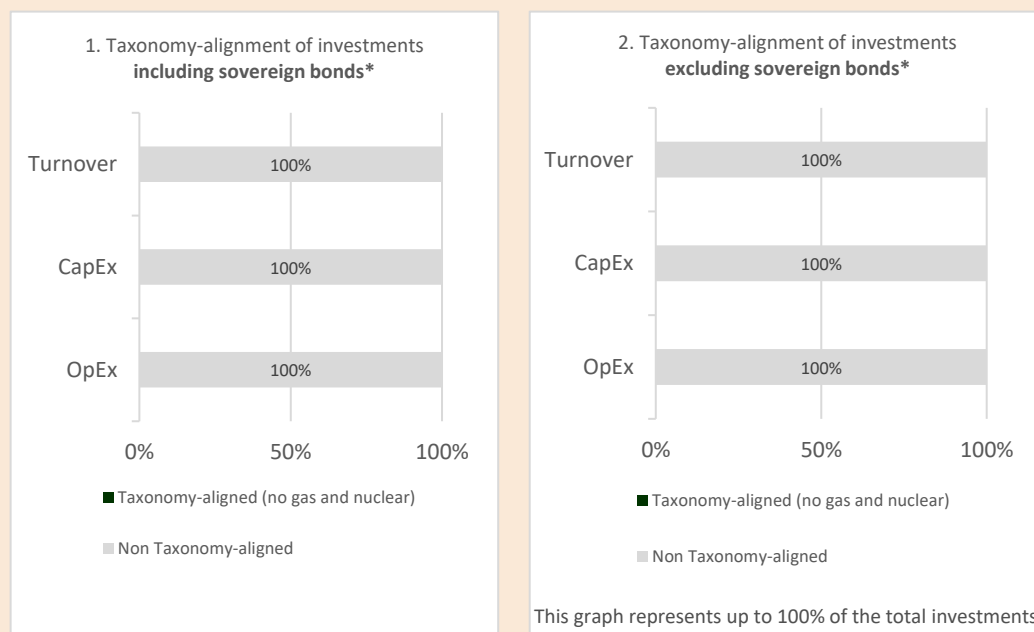 1. Taxonomy-alignment of investments
including sovereign bonds*
Turnover
100%
CapEx
100%
OpEx
100%
0%
50%
100%
Taxonomy-aligned (no gas and nuclear)
Non Taxonomy-aligned
2. Taxonomy-alignment of investments
excluding sovereign bonds*
Turnover
100%
CapEx
100%
OpEx
100%
0%
50%
100%
Taxonomy-aligned (no gas and nuclear)
Non Taxonomy-aligned
This graph represents up to 100% of the total investments